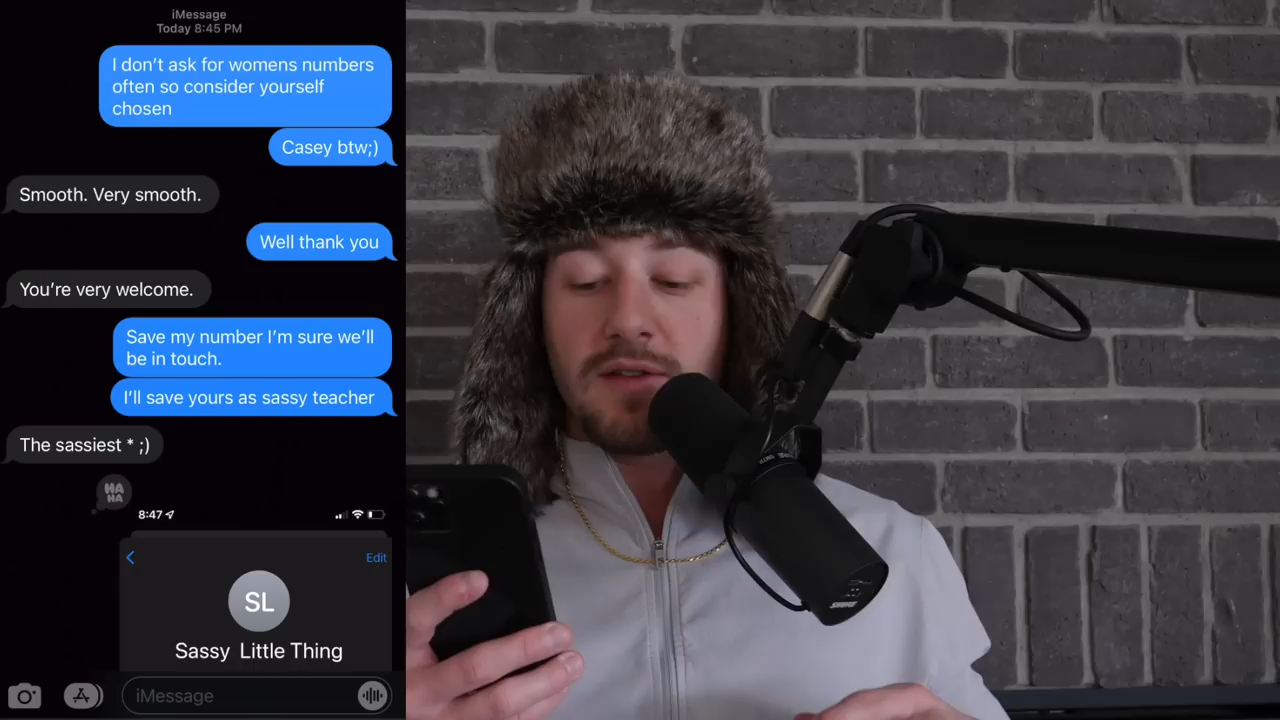 iMessage
Today 8:45 PM
I don't ask for womens numbers
often so consider yourself
chosen
Casey btw;)
Smooth. Very smooth.
Well thank you
You're very welcome.
Save my number I'm sure we'll
be in touch.
I'll save yours as sassy teacher
The sassiest * ;)
HA
HA
8:47
Edit
SL
Sassy Little Thing
iMessage
SHURE